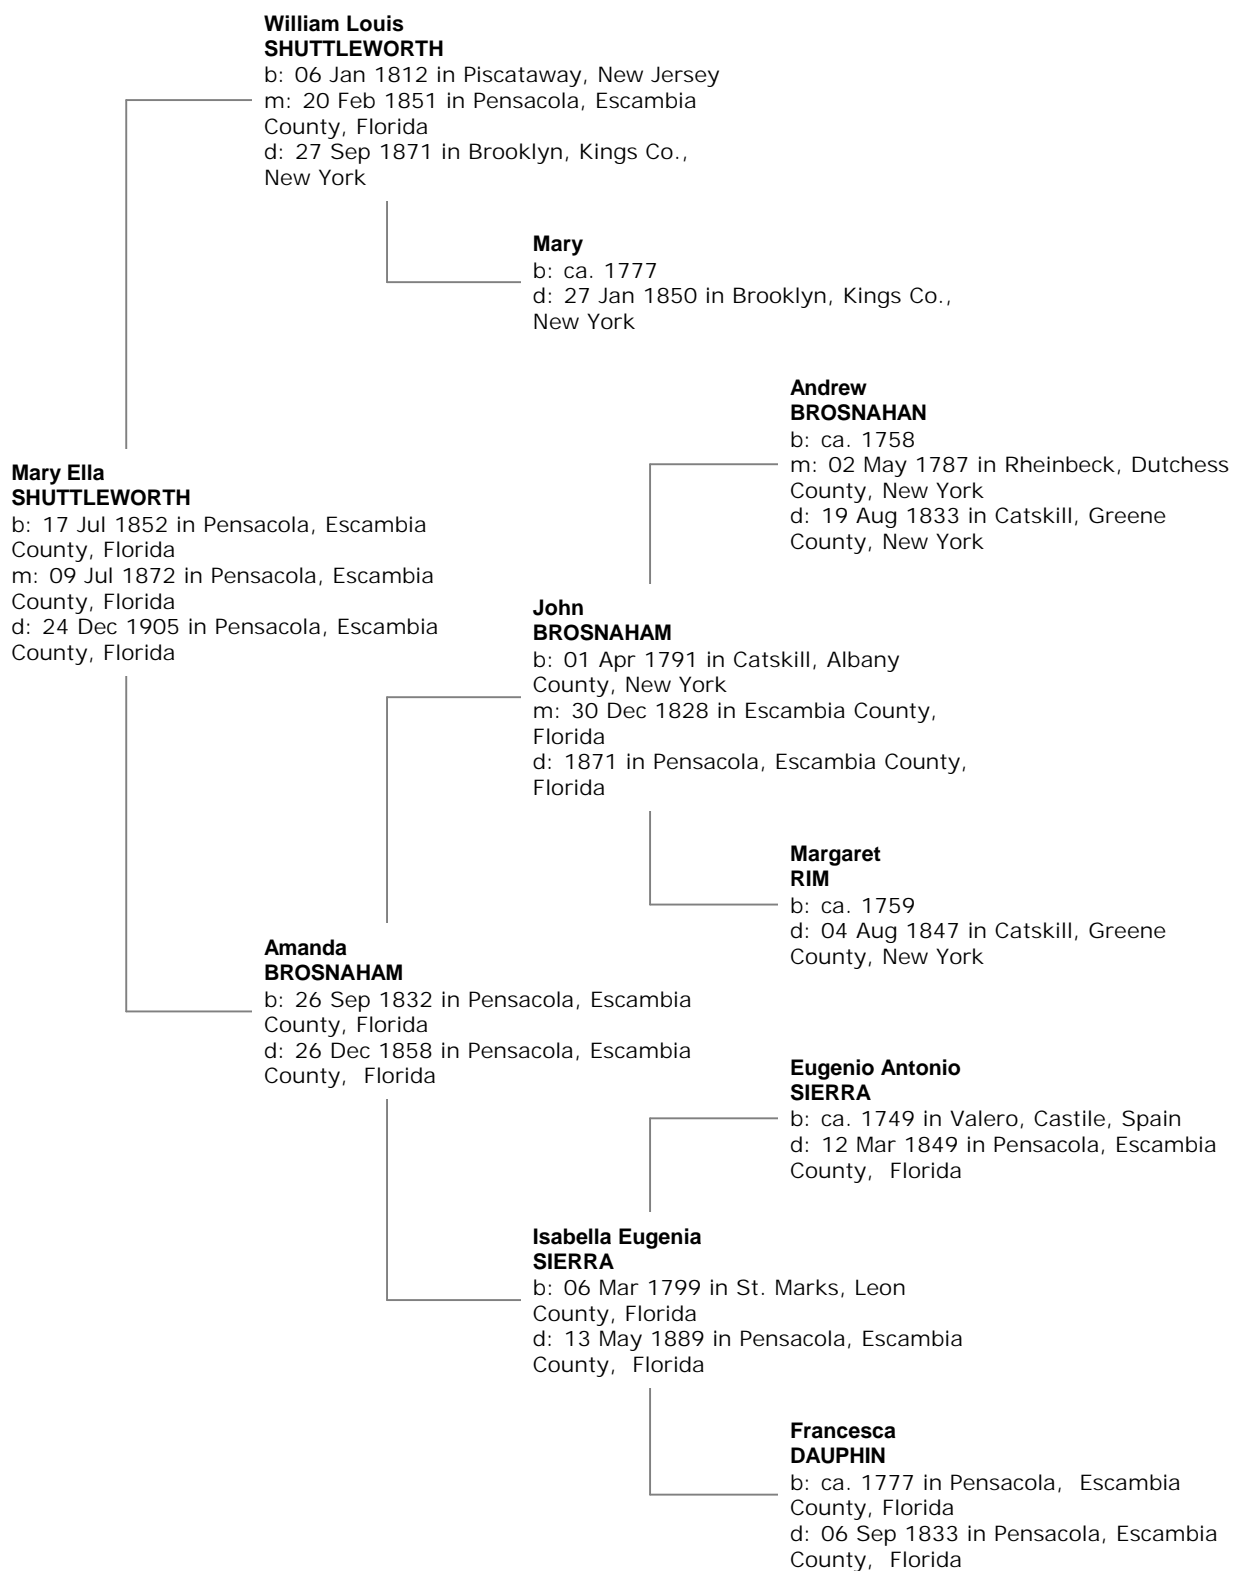 William Louis
SHUTTLEWORTH
b: 06 Jan 1812 in Piscataway, New Jersey
m: 20 Feb 1851 in Pensacola, Escambia
County, Florida
d: 27 Sep 1871 in Brooklyn, Kings Co.,
New York
Mary
b: ca. 1777
d: 27 Jan 1850 in Brooklyn, Kings Co.,
New York
Andrew
BROSNAHAN
b: ca. 1758
m: 02 May 1787 in Rheinbeck, Dutchess
County, New York
d: 19 Aug 1833 in Catskill, Greene
County, New York
Mary Ella
SHUTTLEWORTH
b: 17 Jul 1852 in Pensacola, Escambia
County, Florida
m: 09 Jul 1872 in Pensacola, Escambia
County, Florida
d: 24 Dec 1905 in Pensacola, Escambia
County, Florida
John
BROSNAHAM
b: 01 Apr 1791 in Catskill, Albany
County, New York
m: 30 Dec 1828 in Escambia County,
Florida
d: 1871 in Pensacola, Escambia County,
Florida
Margaret
RIM
b: ca. 1759
d: 04 Aug 1847 in Catskill, Greene
County, New York
Amanda
BROSNAHAM
b: 26 Sep 1832 in Pensacola, Escambia
County, Florida
d: 26 Dec 1858 in Pensacola, Escambia
County,  Florida
Eugenio Antonio
SIERRA
b: ca. 1749 in Valero, Castile, Spain
d: 12 Mar 1849 in Pensacola, Escambia
County,  Florida
Isabella Eugenia
SIERRA
b: 06 Mar 1799 in St. Marks, Leon
County, Florida
d: 13 May 1889 in Pensacola, Escambia
County,  Florida
Francesca
DAUPHIN
b: ca. 1777 in Pensacola,  Escambia
County, Florida
d: 06 Sep 1833 in Pensacola, Escambia
County,  Florida